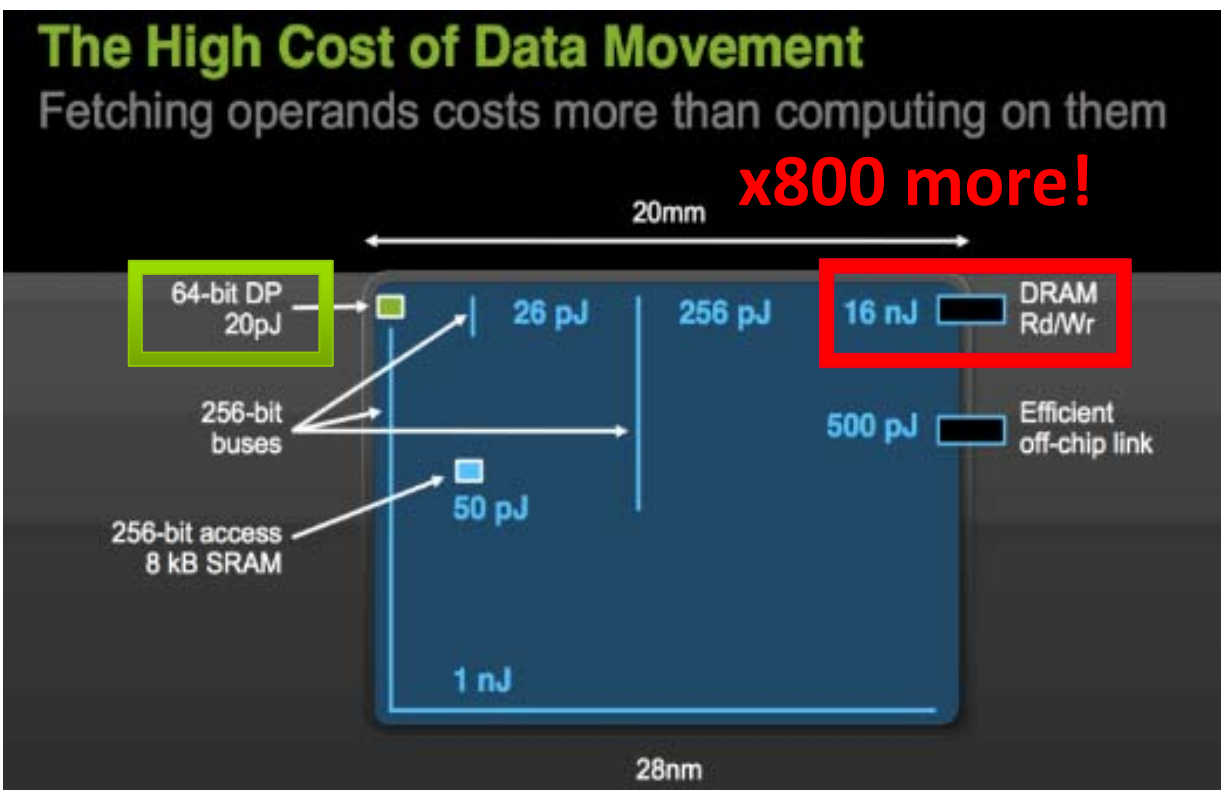 The High Cost of Data Movement
Fetching operands costs more than computing on them
x800 more!
20mm
64-bit DP
20pJ
26 pJ
256 pJ
16 nJ
DRAM
Rd/Wr
256-bit
buses
500 pJ
Efficient
off-chip link
50 pJ
256-bit access
8 kB SRAM
1 nJ
28nm